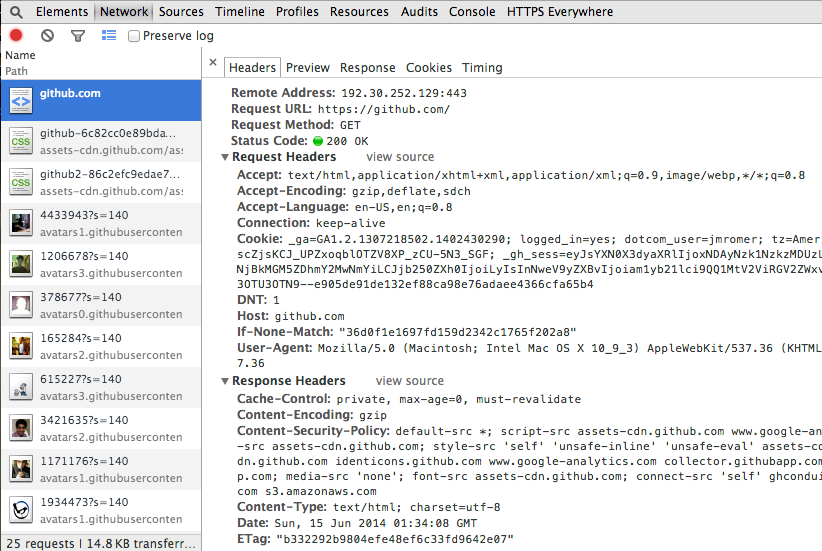 Elements Network Sources Timeline Profiles Resources Audits Console HTTPS Everywhere
Preserve log
Name
Path
github.com
github-6c82cc0e89bda...
assets-cdn.github.com/as
github2-86c2efc9edae7...
assets-cdn.github.com/as
4433943?s=140
avatars1.githubuserconten
1206678?s=140
avatars3.githubuserconten
378677?s=140
avatars0.githubuserconten
165284?s=140
avatars2.githubuserconten
615227?s=140
avatars3.githubuserconten
3421635?s=140
avatars2.githubuserconten
1171176?s=140
avatars1.githubuserconten
1934473?s=140
avatars1.githubuserconten
25 requests | 14.8 KB transferr...
× Headers Preview Response Cookies Timing
Remote Address: 192.30.252.129:443
Request URL: https://github.com/
Request Method: GET
Status Code: 200 OK
Request Headers view source
Accept: text/html,application/xhtml+xml,application/xml;q=0.9,image/webp,*/*;q=0.8
Accept-Encoding: gzip,deflate,sdch
Accept-Language: en-US,en;q=0.8
Connection: keep-alive
Cookie: _ga=GA1.2.1307218502.1402430290; logged_in=yes; dotcom_user=jmromer; tz=Amer
scZjsKCJ_UPZxoqblOTZV8XP_zCU-5N3_SGF; _gh_sess=eyJsYXN0X3dyaXRlIjoxNDAyNzk1NzkzMDUzL
NjBkMGM5ZDhmY2MwNmYiLCJjb250ZXh0IjoiLyIsInNweV9yZXBvIjoiam1yb21lci9QQ1MtV2ViRGV2ZWxv
3OTU3OTN9--e905de91de132ef88ca98e76adaee4366cfa65b4
DNT: 1
Host: github.com
If-None-Match: "36d0f1e1697fd159d2342c1765f202a8"
User-Agent: Mozilla/5.0 (Macintosh; Intel Mac OS X 10_9_3) AppleWebKit/537.36 (KHTML
7.36
Response Headers view source
Cache-Control: private, max-age=0, must-revalidate
Content-Encoding: gzip
Content-Security-Policy: default-src *; script-src assets-cdn.github.com www.google-an
-src assets-cdn.github.com; style-src 'self' 'unsafe-inline' 'unsafe-eval' assets-c
dn.github.com identicons.github.com www.google-analytics.com collector.githubapp.com
p.com; media-src 'none'; font-src assets-cdn.github.com; connect-src 'self' ghcondui
com s3.amazonaws.com
Content-Type: text/html; charset=utf-8
Date: Sun, 15 Jun 2014 01:34:08 GMT
ETag: "b332292b9804efe48ef6c33fd9642e07"